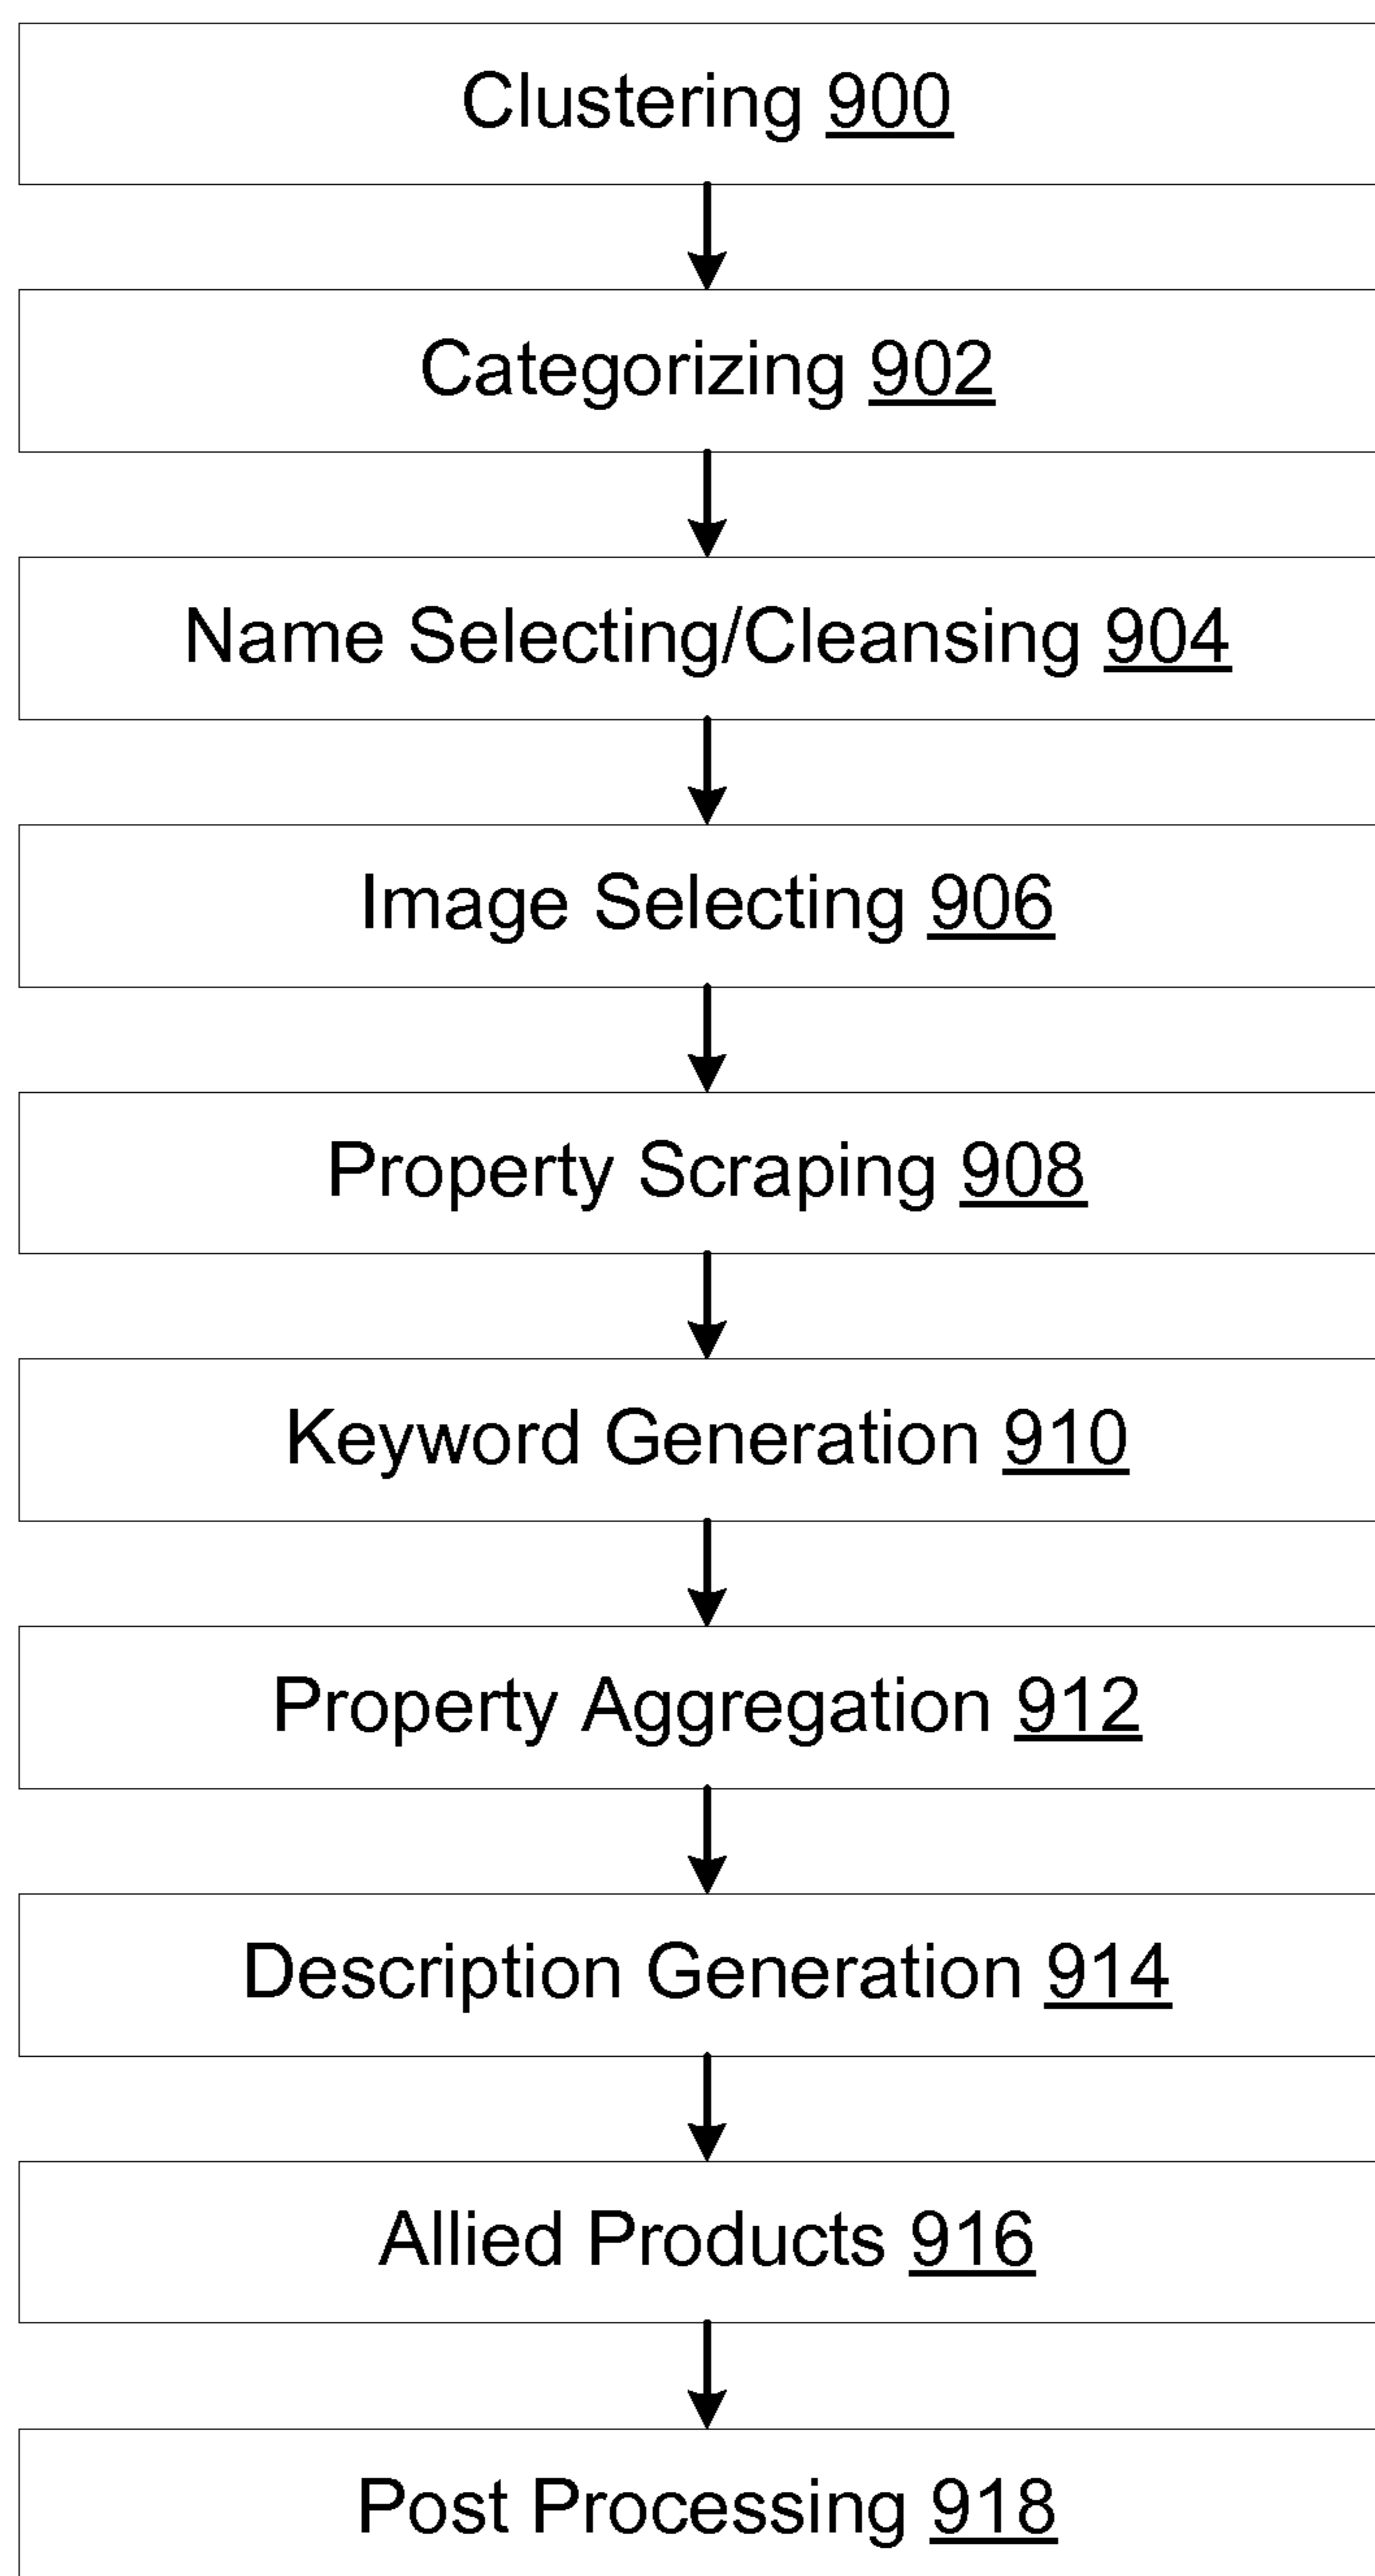 Clustering 900
Categorizing 902
Name Selecting/Cleansing 904
Image Selecting 906
Property Scraping 908
Keyword Generation 910
Property Aggregation 912
Description Generation 914
Allied Products 916
Post Processing 918